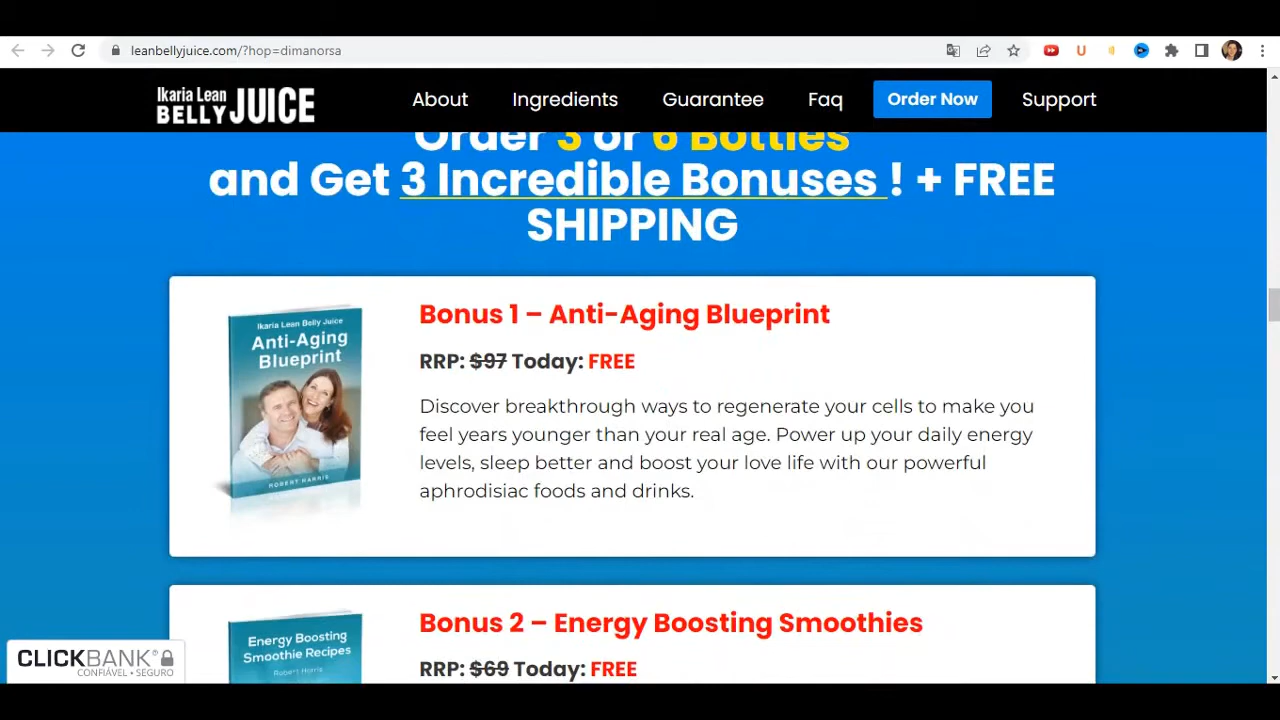 leanbellyjuice.com/?hop=dimanorsa
Ikaria Lean
BELLY JUICE
About
Ingredients
Guarantee
Faq
Order Now
Support
Order 3 or 6 Bottles
and Get 3 Incredible Bonuses ! + FREE
SHIPPING
Ikaria Lean Belly Juice
Anti-Aging
Blueprint
ROBERT HARRIS
Bonus 1 – Anti-Aging Blueprint
RRP: $97 Today: FREE
Discover breakthrough ways to regenerate your cells to make you
feel years younger than your real age. Power up your daily energy
levels, sleep better and boost your love life with our powerful
aphrodisiac foods and drinks.
Energy Boosting
Smoothie Recipes
Robert Harris
Bonus 2 – Energy Boosting Smoothies
RRP: $69 Today: FREE
CLICKBANK®
CONFIÁVEL • SEGURO